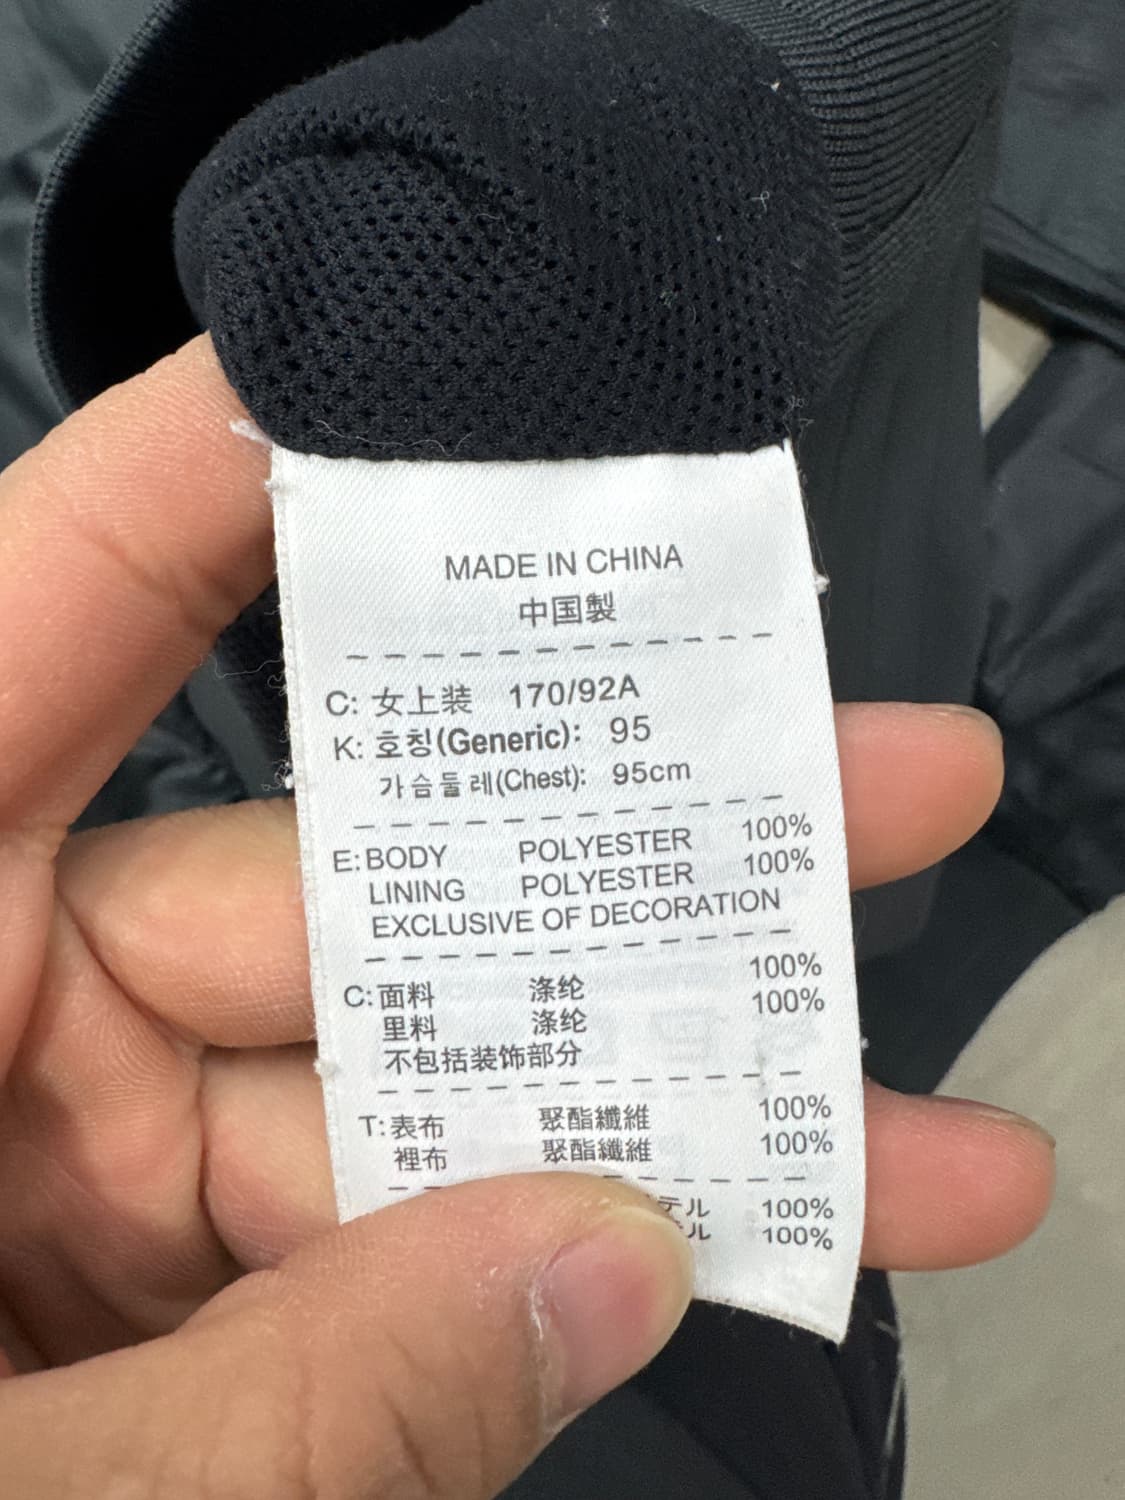 MADE IN CHINA
中国製
C: 女上装 170/92A
K: 호칭(Generic): 95
가슴둘레(Chest): 95cm
E: BODY POLYESTER 100%
LINING POLYESTER 100%
EXCLUSIVE OF DECORATION
C: 面料 涤纶 100%
里料 涤纶 100%
不包括装饰部分
T: 表布 聚酯纖維 100%
裡布 聚酯纖維 100%
テル 100%
ル 100%